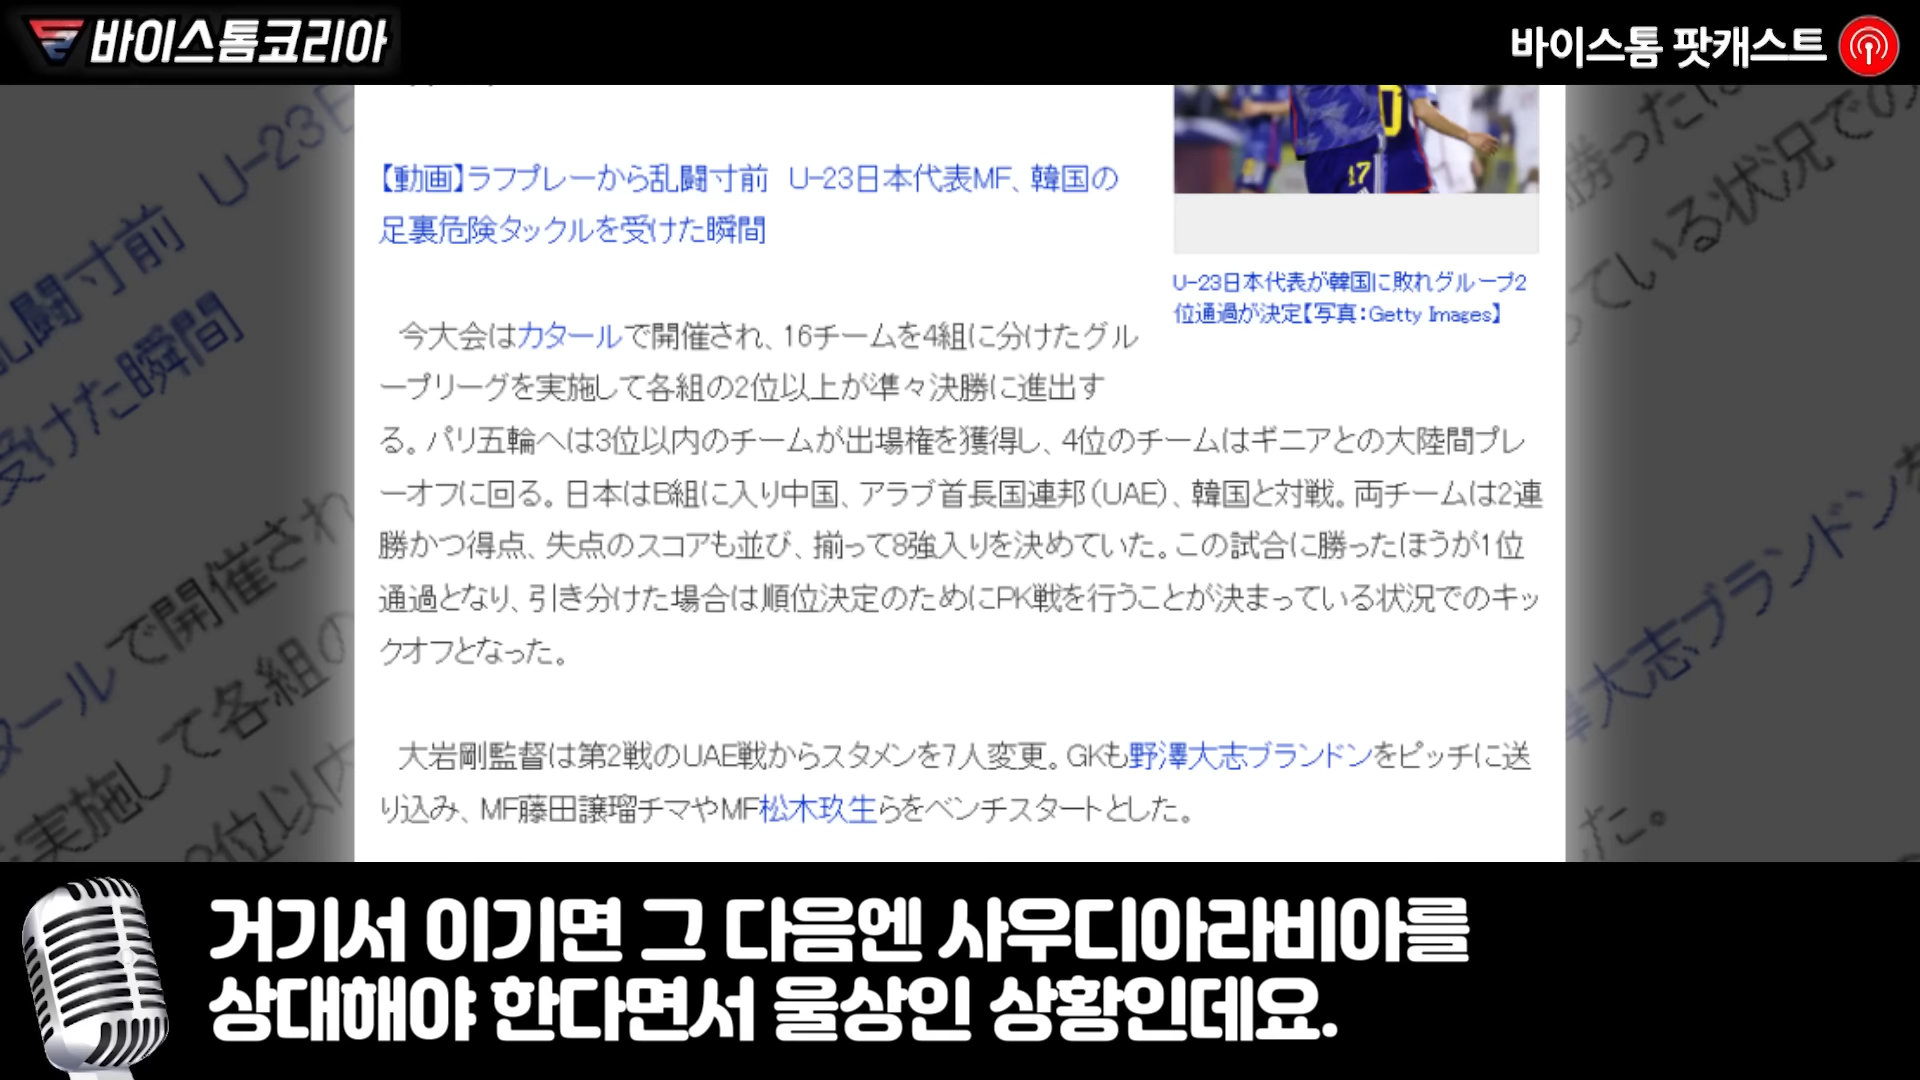 바이스톰코리아
바이스톰 팟캐스트
【動画】ラフプレーから乱闘寸前　U-23日本代表MF、韓国の
足裏危険タックルを受けた瞬間
17
U-23日本代表が韓国に敗れグループ2
位通過が決定【写真：Getty Images】
今大会はカタールで開催され、16チームを4組に分けたグル
ープリーグを実施して各組の2位以上が準々決勝に進出す
る。パリ五輪へは3位以内のチームが出場権を獲得し、4位のチームはギニアとの大陸間プレ
ーオフに回る。日本はB組に入り中国、アラブ首長国連邦（UAE）、韓国と対戦。両チームは2連
勝かつ得点、失点のスコアも並び、揃って8強入りを決めていた。この試合に勝ったほうが1位
通過となり、引き分けた場合は順位決定のためにPK戦を行うことが決まっている状況でのキッ
クオフとなった。
大岩剛監督は第2戦のUAE戦からスタメンを7人変更。GKも野澤大志ブランドンをピッチに送
り込み、MF藤田譲瑠チマやMF松木玖生らをベンチスタートとした。
거기서 이기면 그 다음엔 사우디아라비아를
상대해야 한다면서 울상인 상황인데요.